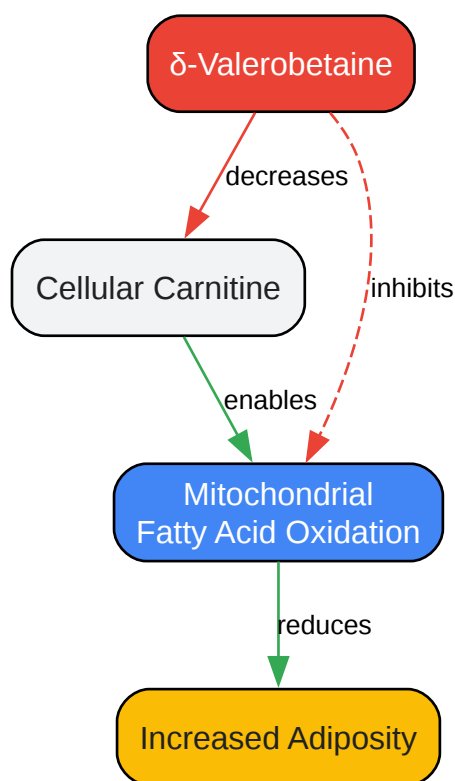 δ-Valerobetaine
decreases
Cellular Carnitine
inhibits
enables
Mitochondrial
Fatty Acid Oxidation
reduces
Increased Adiposity